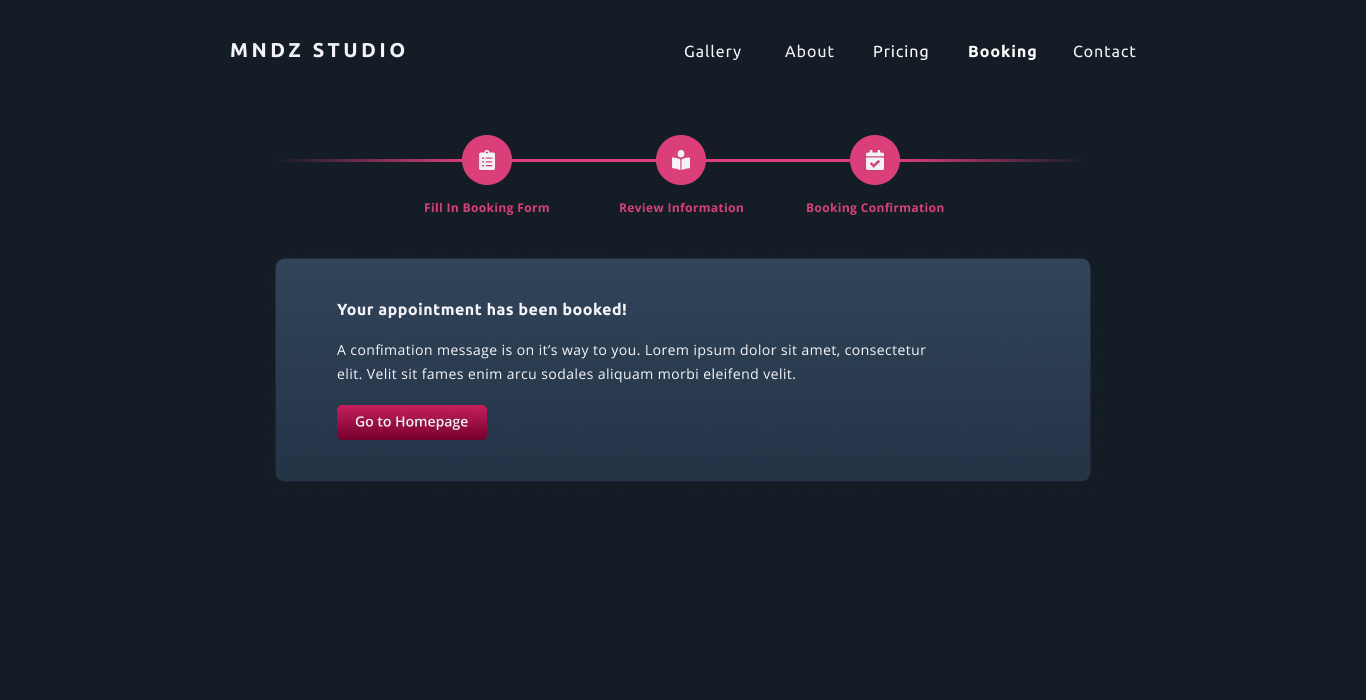 MNDZ STUDIO
Gallery About Pricing Booking Contact
Fill In Booking Form Review Information Booking Confirmation
Your appointment has been booked!
A confimation message is on it’s way to you. Lorem ipsum dolor sit amet, consectetur
elit. Velit sit fames enim arcu sodales aliquam morbi eleifend velit.
Go to Homepage